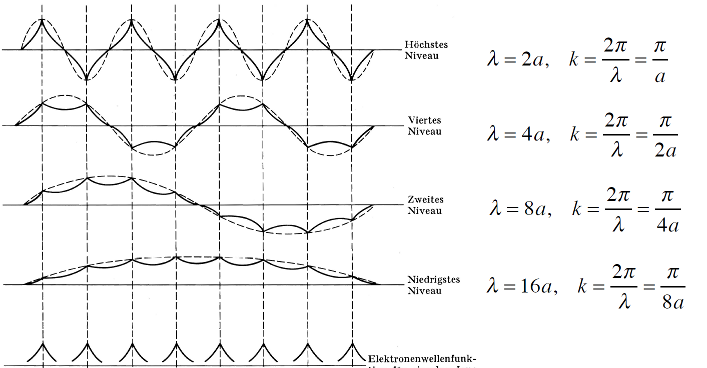 Höchstes
Niveau
λ = 2a, k = 2π/λ = π/a
Viertes
Niveau
λ = 4a, k = 2π/λ = π/2a
Zweites
Niveau
λ = 8a, k = 2π/λ = π/4a
Niedrigstes
Niveau
λ = 16a, k = 2π/λ = π/8a
Elektronenwellenfunk-